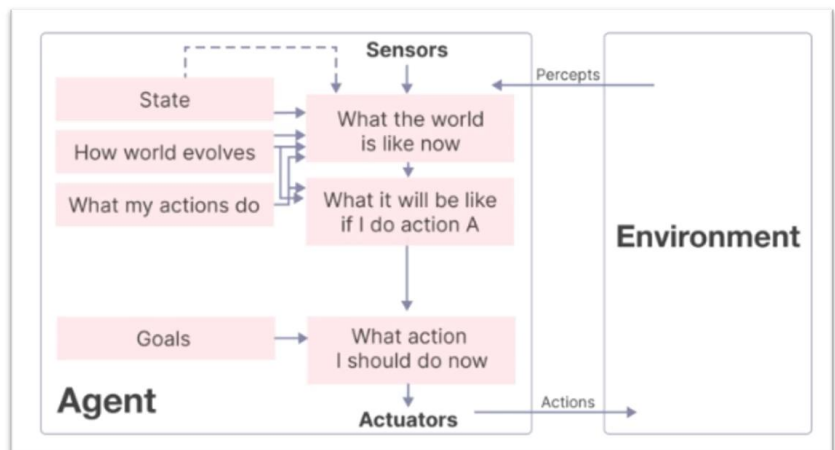 Sensors
Percepts
State
What the world
is like now
How world evolves
What my actions do
What it will be like
if I do action A
Environment
Goals
What action
I should do now
Agent
Actuators
Actions